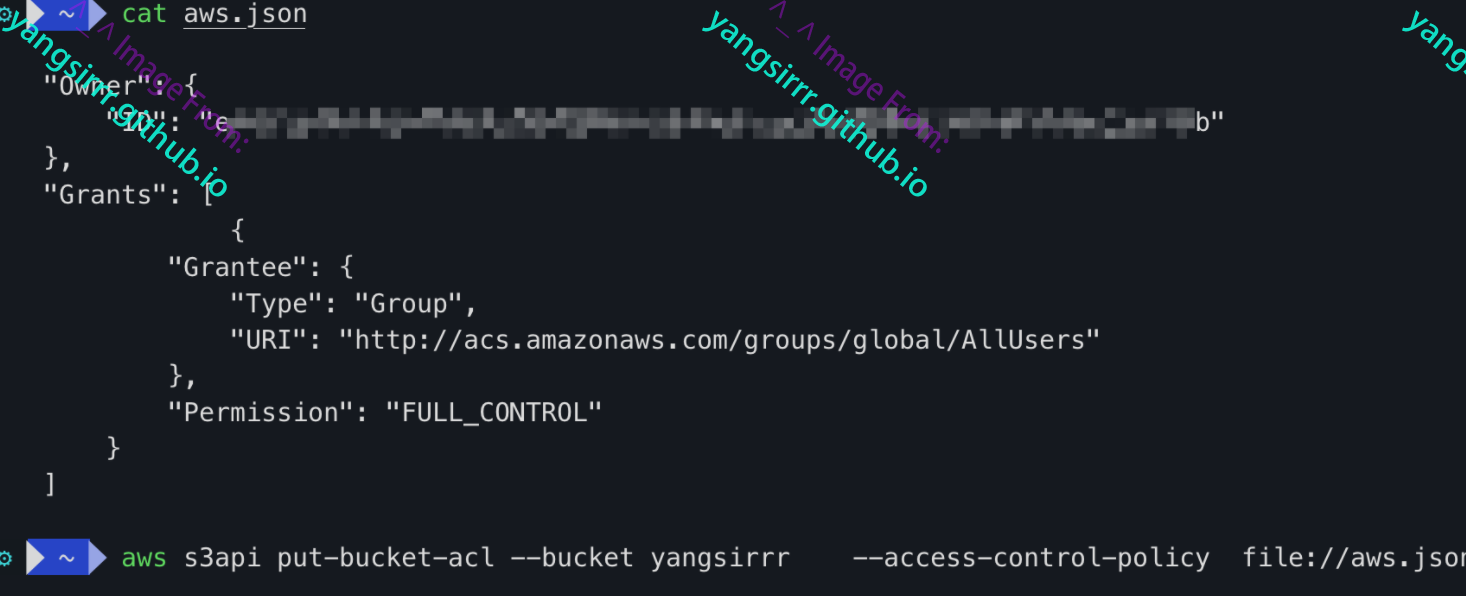 ~ cat aws.json
"Owner": {
"ID": "e b"
},
"Grants": [
{
"Grantee": {
"Type": "Group",
"URI": "http://acs.amazonaws.com/groups/global/AllUsers"
},
"Permission": "FULL_CONTROL"
}
]
~ aws s3api put-bucket-acl --bucket yangsirrr --access-control-policy file://aws.json
^_^ Image From:
yangsirrr.github.io
^_^ Image From:
yangsirrr.github.io
yang